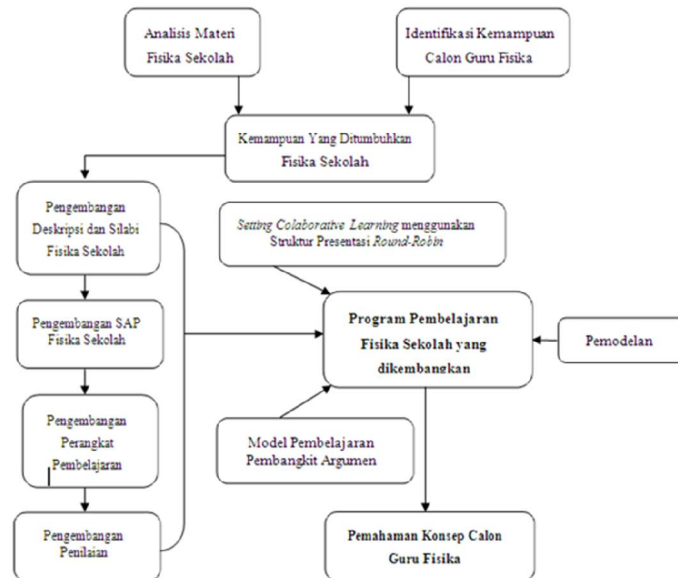 Analisis Materi
Fisika Sekolah
Identifikasi Kemampuan
Calon Guru Fisika
Kemampuan Yang Ditumbuhkan
Fisika Sekolah
Pengembangan
Deskripsi dan Silabi
Fisika Sekolah
Setting Colaborative Learning menggunakan
Struktur Presentasi Round-Robin
Pengembangan SAP
Fisika Sekolah
Program Pembelajaran
Fisika Sekolah yang
dikembangkan
Pemodelan
Pengembangan
Perangkat
Pembelajaran
Model Pembelajaran
Pembangkit Argumen
Pengembangan
Penilaian
Pemahaman Konsep Calon
Guru Fisika